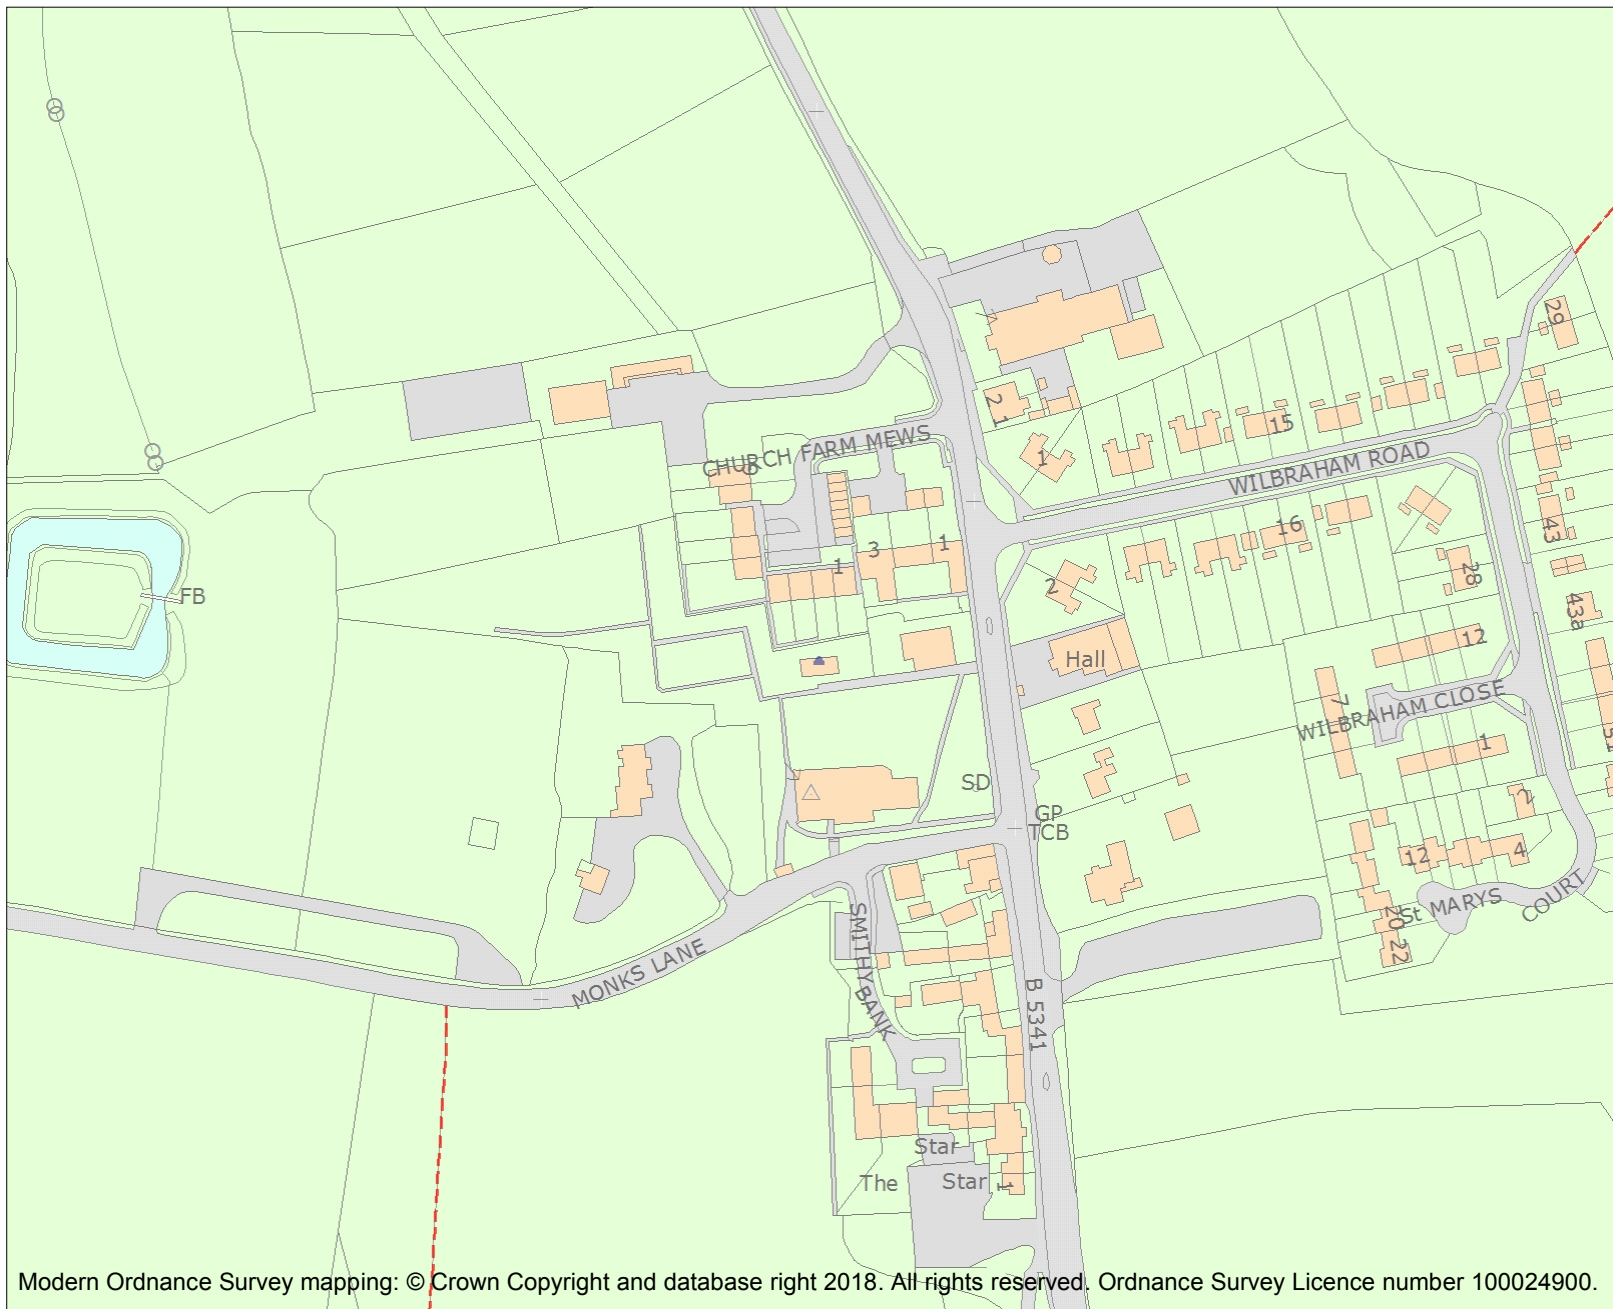 29
21
CHURCH FARM MEWS
1
15
WILBRAHAM ROAD
16
43
1
3
1
28
2
FB
43a
12
Hall
7
WILBRAHAM CLOSE
51
1
SD
2
GP
TCB
12
4
St MARYS COURT
20
22
SMITHY BANK
MONKS LANE
B 5341
Star
The Star
1
Modern Ordnance Survey mapping: © Crown Copyright and database right 2018. All rights reserved. Ordnance Survey Licence number 100024900.